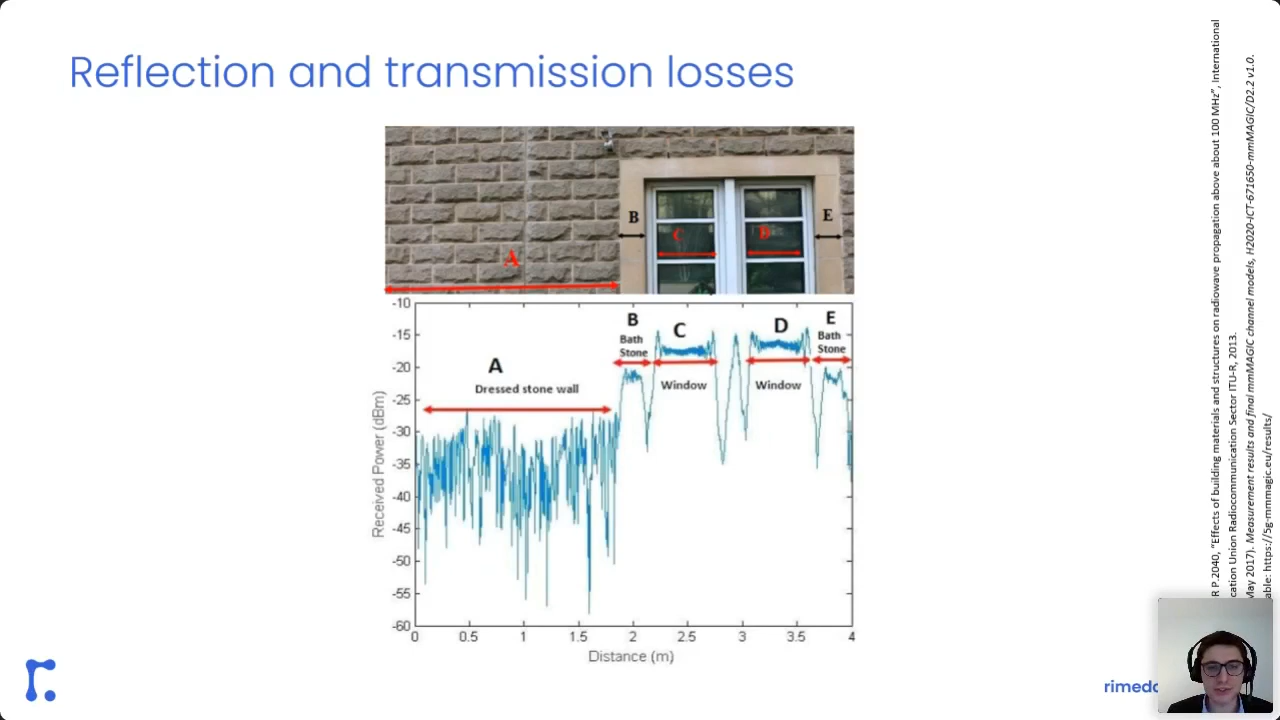 Reflection and transmission losses
A
B
C
D
E
-10
-15
-20
-25
-30
-35
-40
-45
-50
-55
-60
Received Power (dBm)
A
Dressed stone wall
B
Bath
Stone
C
Window
D
Window
E
Bath
Stone
0
0.5
1
1.5
2
2.5
3
3.5
4
Distance (m)
R P.2040, "Effects of building materials and structures on radiowave propagation above about 100 MHz", International
cation Union Radiocommunication Sector ITU-R, 2013.
May 2017). Measurement results and final mmMAGIC channel models, H2020-ICT-671650-mmMAGIC/D2.2 v1.0.
able: https://5g-mmmagic.eu/results/
r.